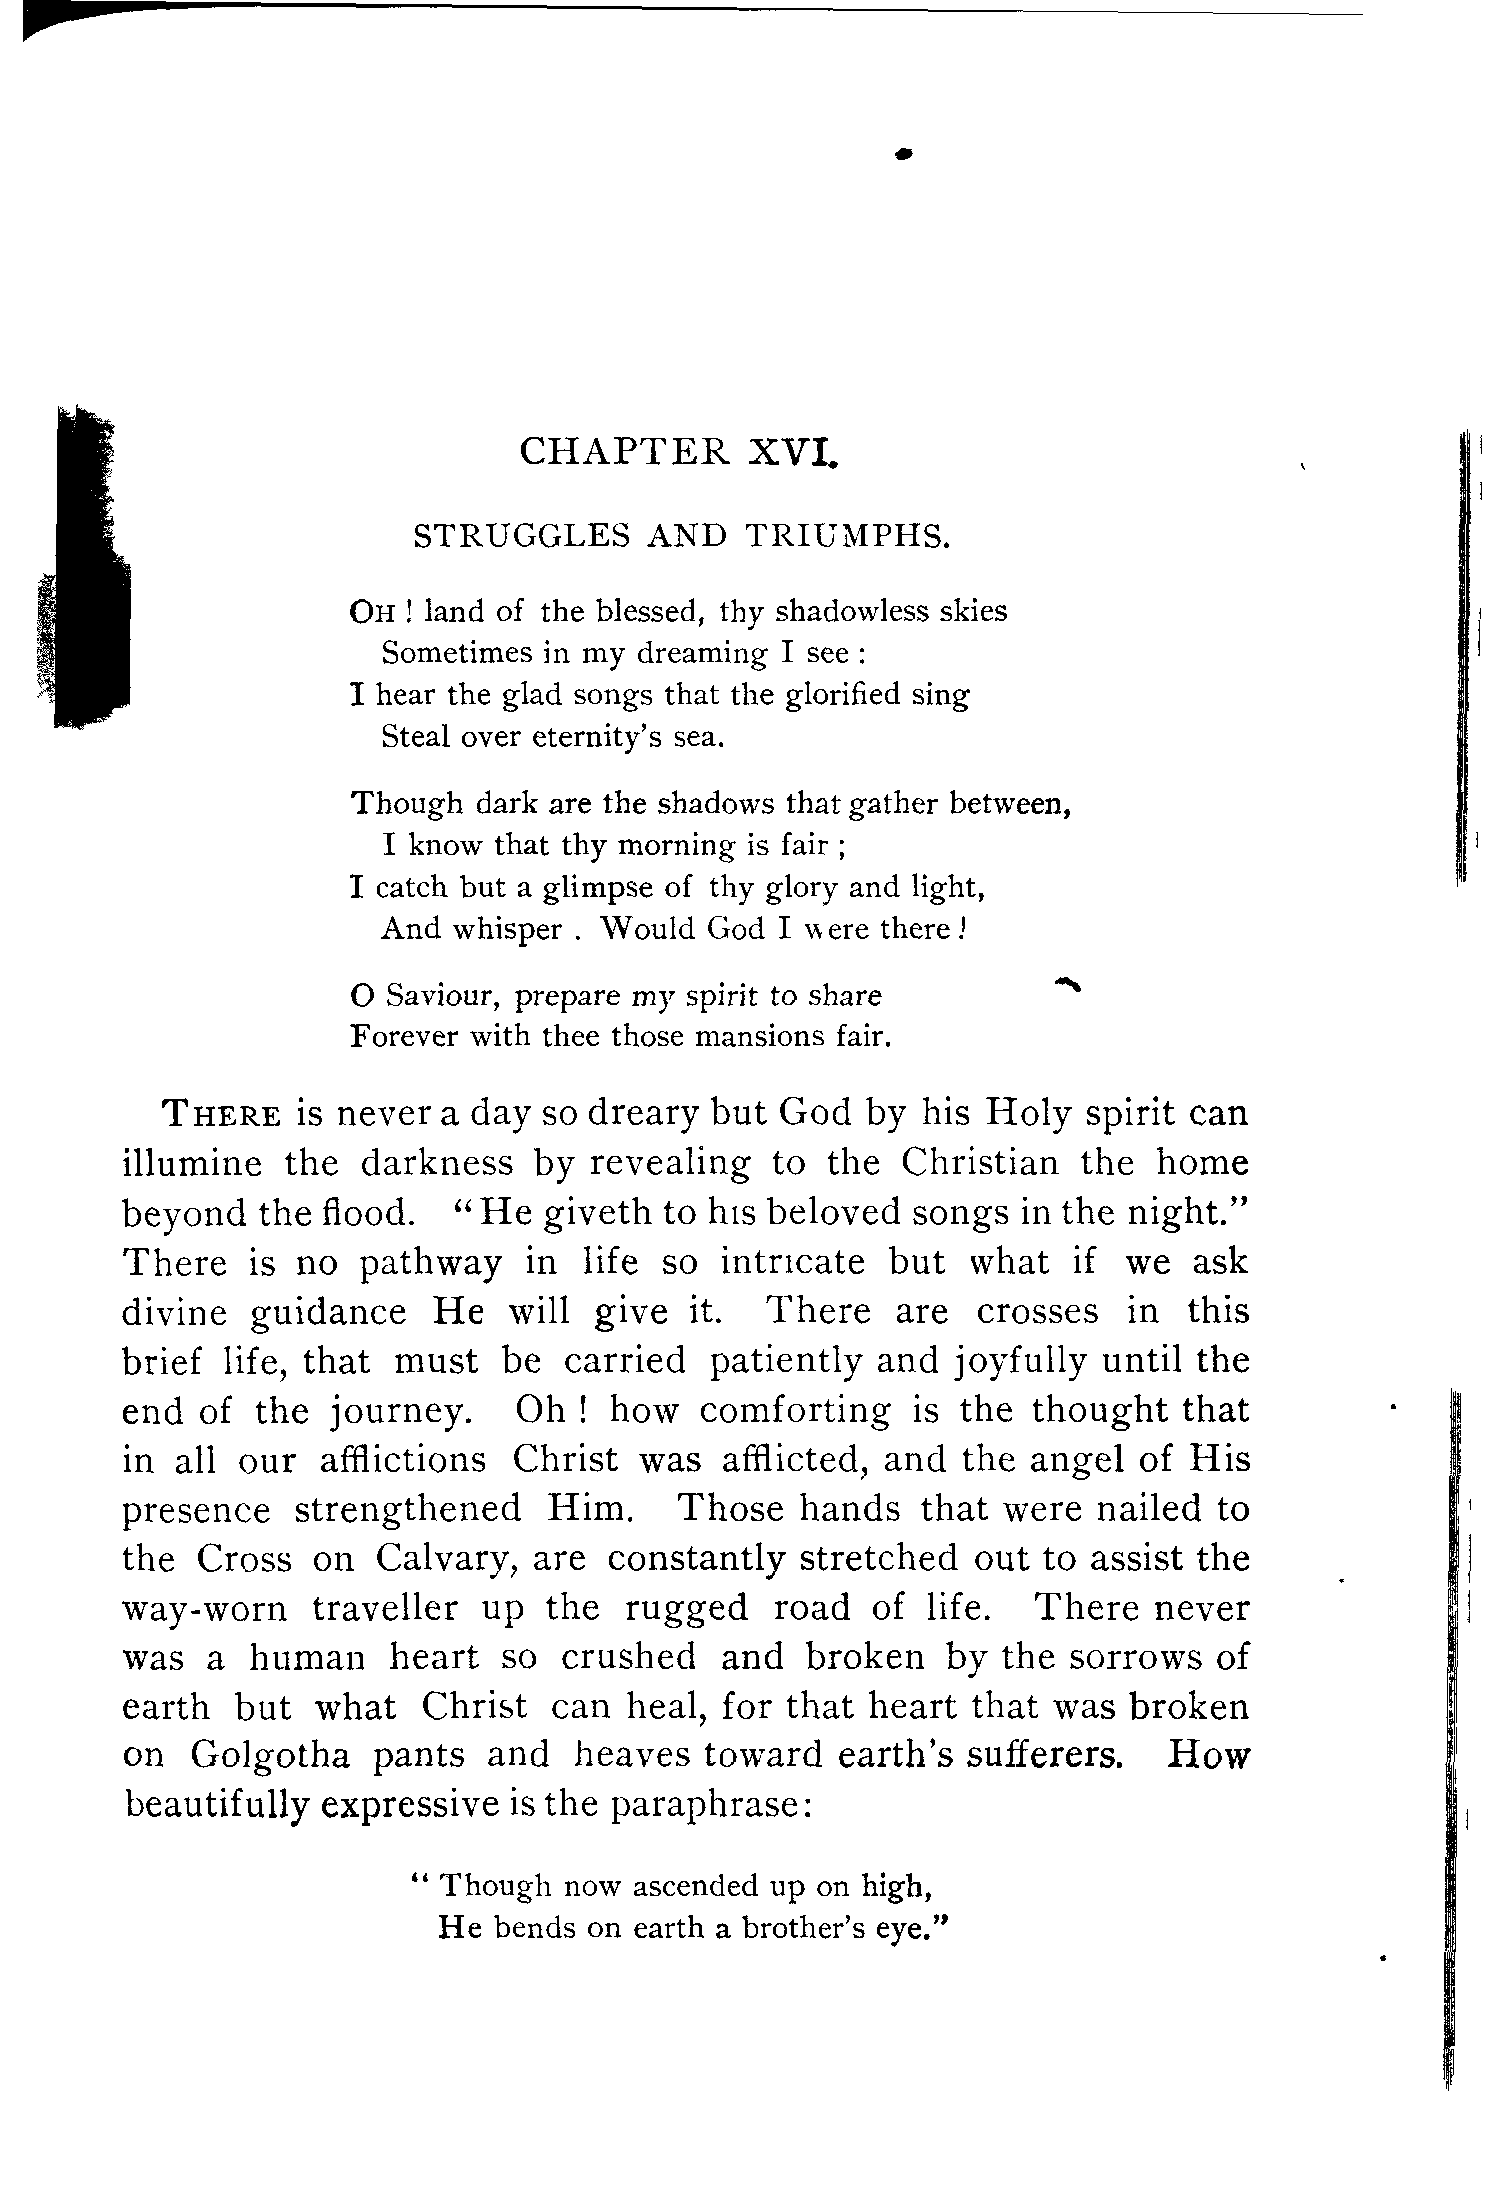 CHAPTER XVI.
STRUGGLES AND TRIUMPHS.
OH ! land of the blessed, thy shadowless skies
Sometimes in my dreaming I see :
I hear the glad songs that the glorified sing
Steal over eternity's sea.
Though dark are the shadows that gather between,
I know that thy morning is fair ;
I catch but a glimpse of thy glory and light,
And whisper . Would God I were there !
O Saviour, prepare my spirit to share
Forever with thee those mansions fair.
THERE is never a day so dreary but God by his Holy spirit can
illumine the darkness by revealing to the Christian the home
beyond the flood. "He giveth to his beloved songs in the night."
There is no pathway in life so intricate but what if we ask
divine guidance He will give it. There are crosses in this
brief life, that must be carried patiently and joyfully until the
end of the journey. Oh ! how comforting is the thought that
in all our afflictions Christ was afflicted, and the angel of His
presence strengthened Him. Those hands that were nailed to
the Cross on Calvary, are constantly stretched out to assist the
way-worn traveller up the rugged road of life. There never
was a human heart so crushed and broken by the sorrows of
earth but what Christ can heal, for that heart that was broken
on Golgotha pants and heaves toward earth's sufferers. How
beautifully expressive is the paraphrase:
" Though now ascended up on high,
He bends on earth a brother's eye."